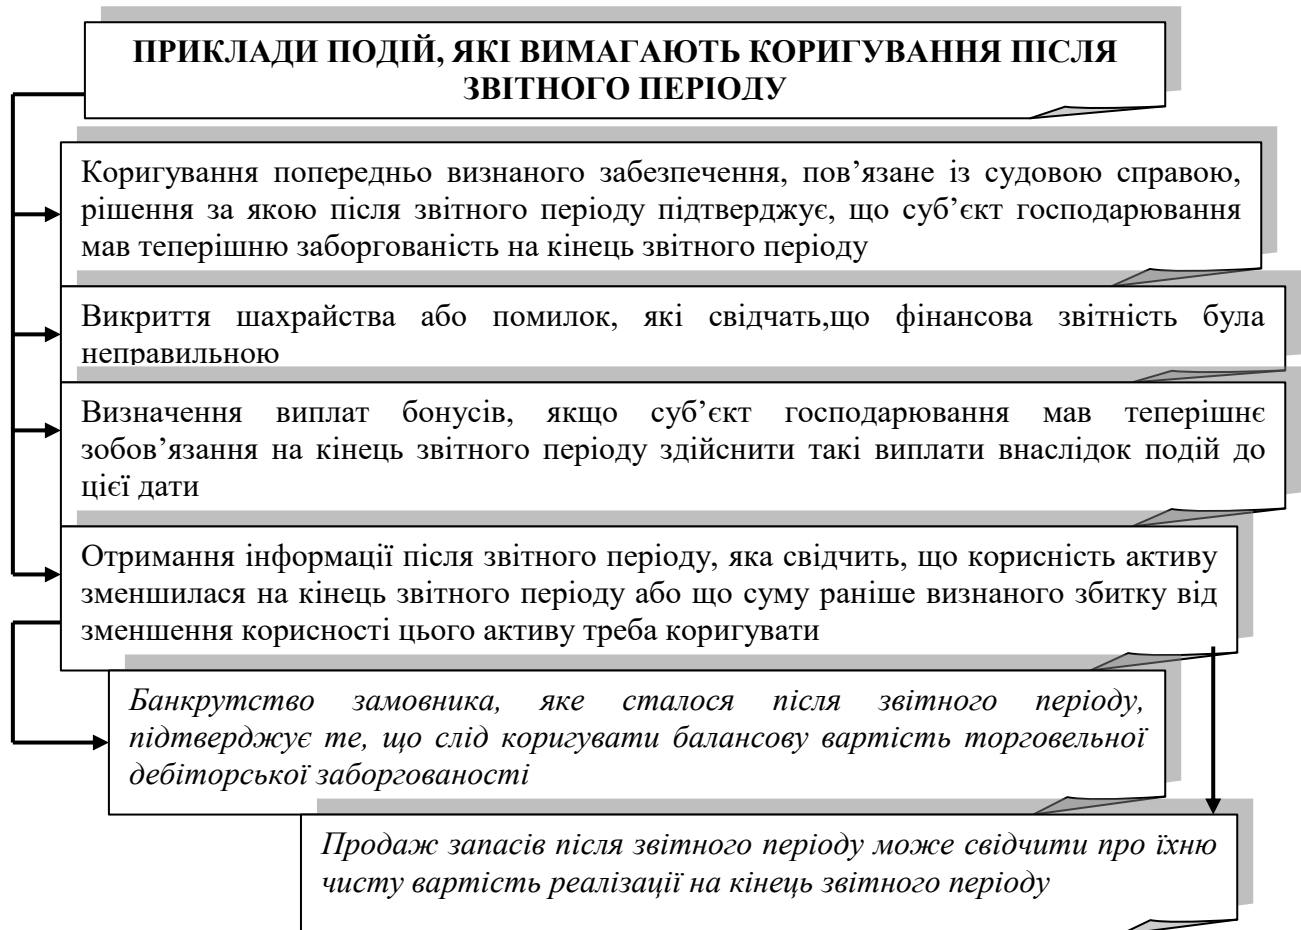 ПРИКЛАДИ ПОДІЙ, ЯКІ ВИМАГАЮТЬ КОРИГУВАННЯ ПІСЛЯ
ЗВІТНОГО ПЕРІОДУ
Коригування попередньо визнаного забезпечення, пов’язане із судовою справою,
рішення за якою після звітного періоду підтверджує, що суб’єкт господарювання
мав теперішню заборгованість на кінець звітного періоду
Викриття шахрайства або помилок, які свідчать,що фінансова звітність була
неправильною
Визначення виплат бонусів, якщо суб’єкт господарювання мав теперішнє
зобов’язання на кінець звітного періоду здійснити такі виплати внаслідок подій до
цієї дати
Отримання інформації після звітного періоду, яка свідчить, що корисність активу
зменшилася на кінець звітного періоду або що суму раніше визнаного збитку від
зменшення корисності цього активу треба коригувати
Банкрутство замовника, яке сталося після звітного періоду,
підтверджує те, що слід коригувати балансову вартість торговельної
дебіторської заборгованості
Продаж запасів після звітного періоду може свідчити про їхню
чисту вартість реалізації на кінець звітного періоду